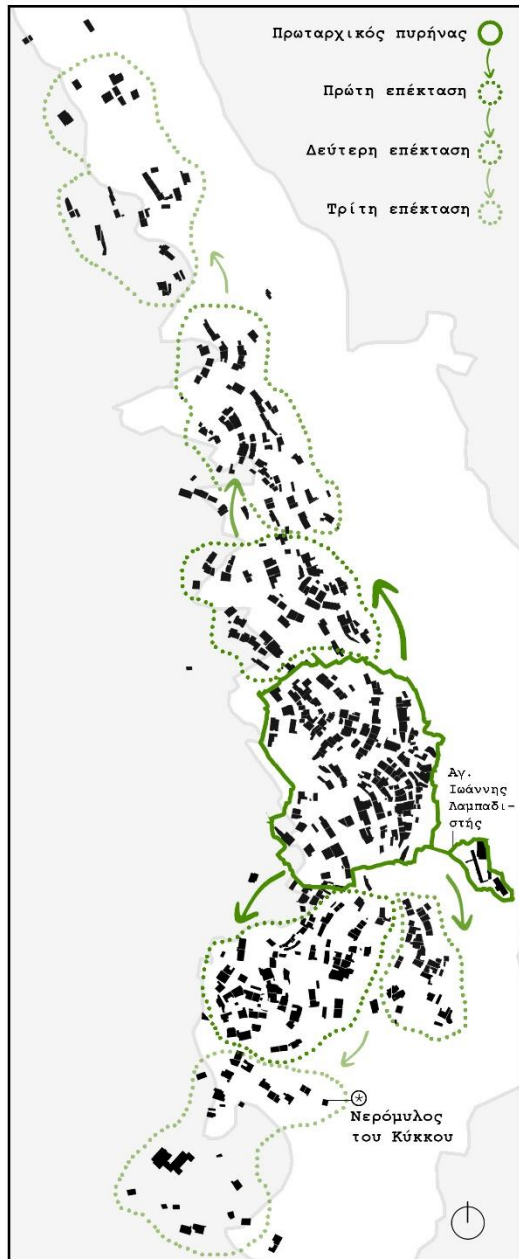 Πρωταρχικός πυρήνας
Πρώτη επέκταση
Δεύτερη επέκταση
Τρίτη επέκταση
Αγ.
Ιωάννης
Λαμπαδι-
στής
Νερόμυλος
του Κύκκου